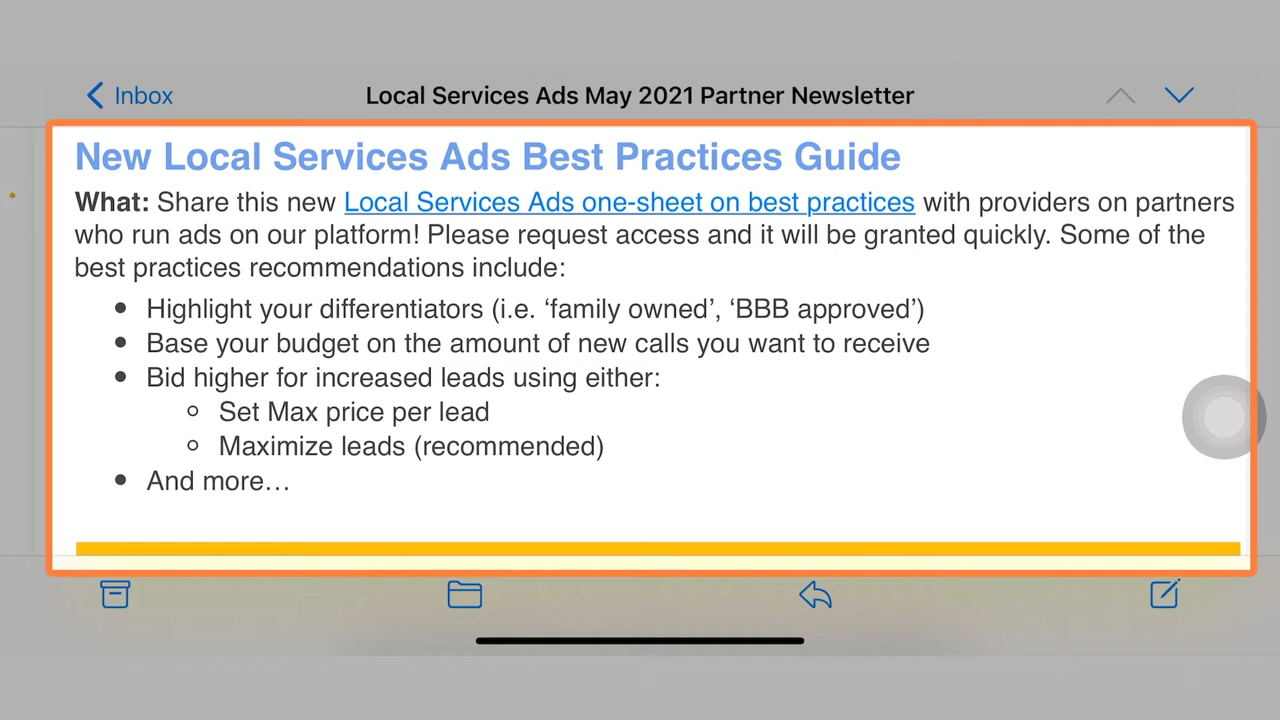 Inbox
Local Services Ads May 2021 Partner Newsletter
New Local Services Ads Best Practices Guide
What: Share this new Local Services Ads one-sheet on best practices with providers on partners
who run ads on our platform! Please request access and it will be granted quickly. Some of the
best practices recommendations include:
• Highlight your differentiators (i.e. ‘family owned’, ‘BBB approved’)
• Base your budget on the amount of new calls you want to receive
• Bid higher for increased leads using either:
○ Set Max price per lead
○ Maximize leads (recommended)
• And more…